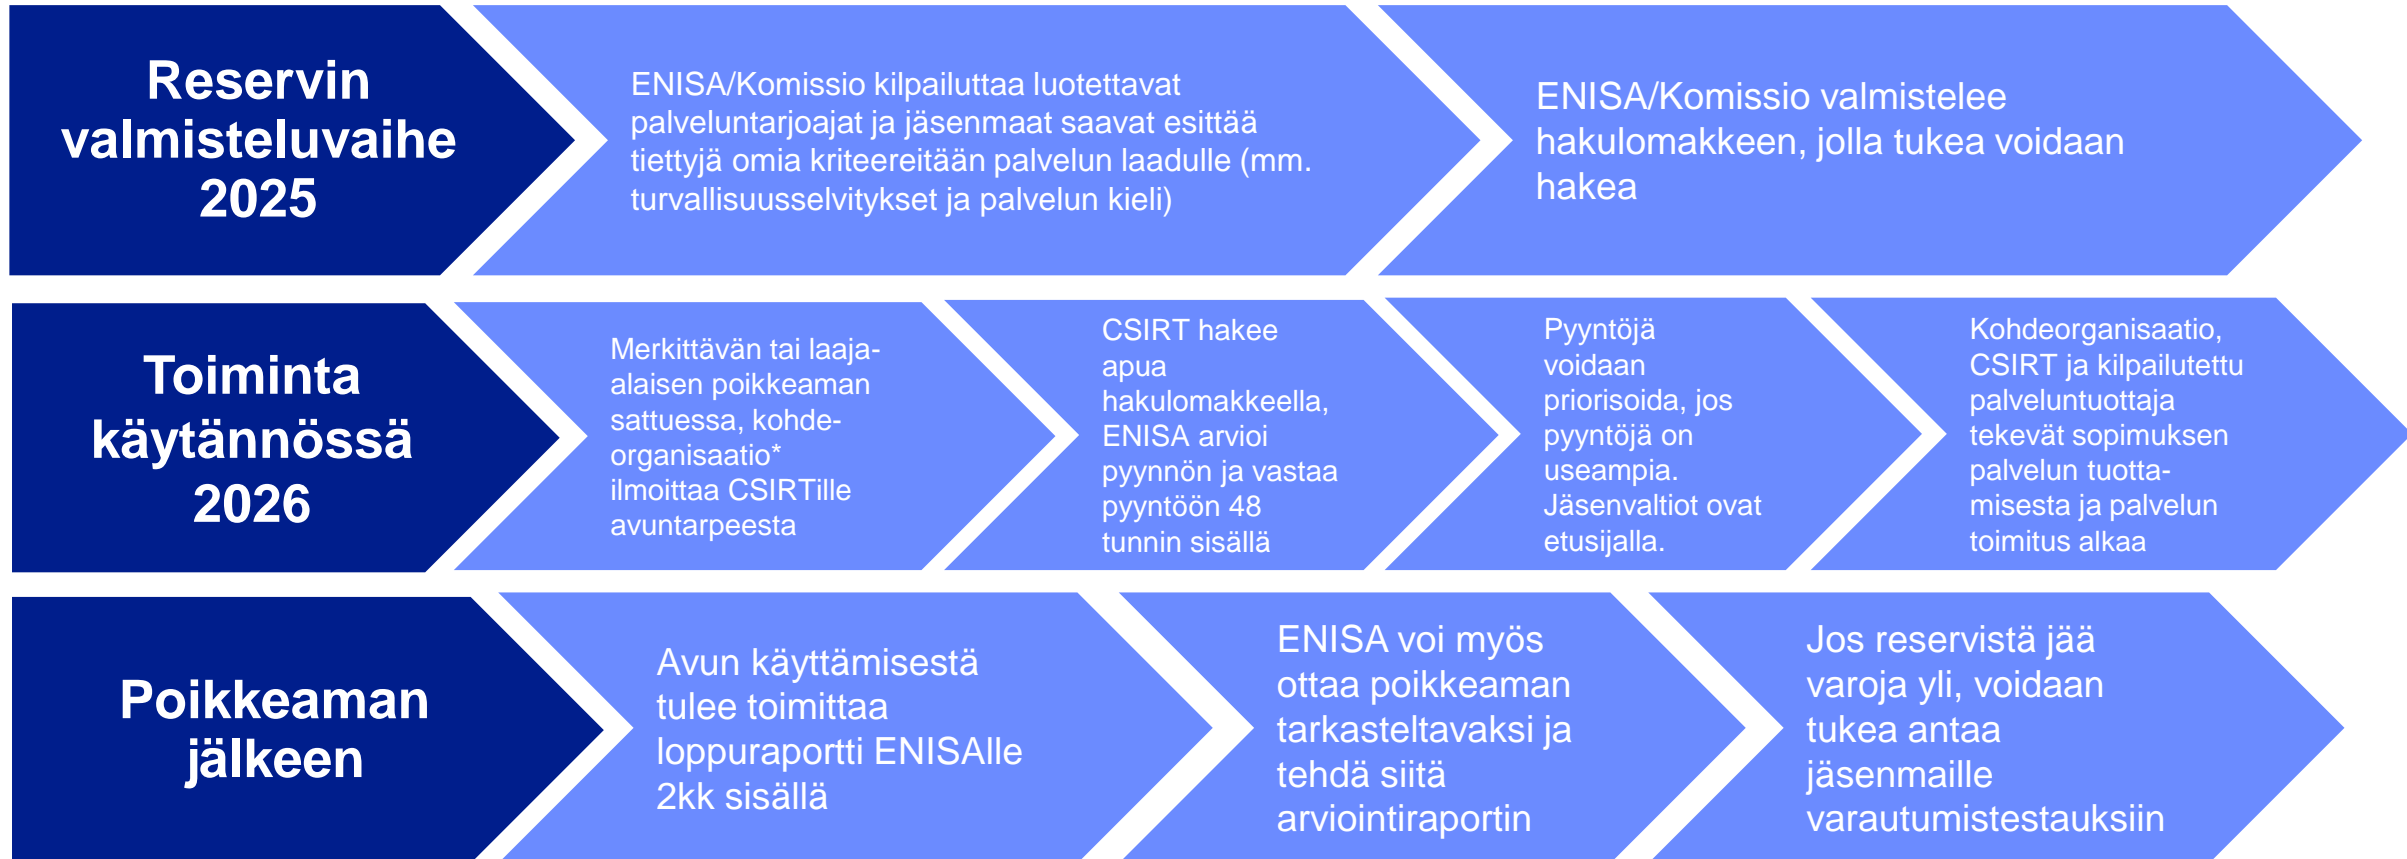 Reservin
valmisteluvaihe
2025
ENISA/Komissio kilpailuttaa luotettavat
palveluntarjoajat ja jäsenmaat saavat esittää
tiettyjä omia kriteereitään palvelun laadulle (mm.
turvallisuusselvitykset ja palvelun kieli)
ENISA/Komissio valmistelee
hakulomakkeen, jolla tukea voidaan
hakea
Toiminta
käytännössä
2026
Merkittävän tai laaja-
alaisen poikkeaman
sattuessa, kohde-
organisaatio*
ilmoittaa CSIRTille
avuntarpeesta
CSIRT hakee
apua
hakulomakkeella,
ENISA arvioi
pyynnön ja vastaa
pyyntöön 48
tunnin sisällä
Pyyntöjä
voidaan
priorisoida, jos
pyyntöjä on
useampia.
Jäsenvaltiot ovat
etusijalla.
Kohdeorganisaatio,
CSIRT ja kilpailutettu
palveluntuottaja
tekevät sopimuksen
palvelun tuotta-
misesta ja palvelun
toimitus alkaa
Poikkeaman
jälkeen
Avun käyttämisestä
tulee toimittaa
loppuraportti ENISAlle
2kk sisällä
ENISA voi myös
ottaa poikkeaman
tarkasteltavaksi ja
tehdä siitä
arviointiraportin
Jos reservistä jää
varoja yli, voidaan
tukea antaa
jäsenmaille
varautumistestauksiin